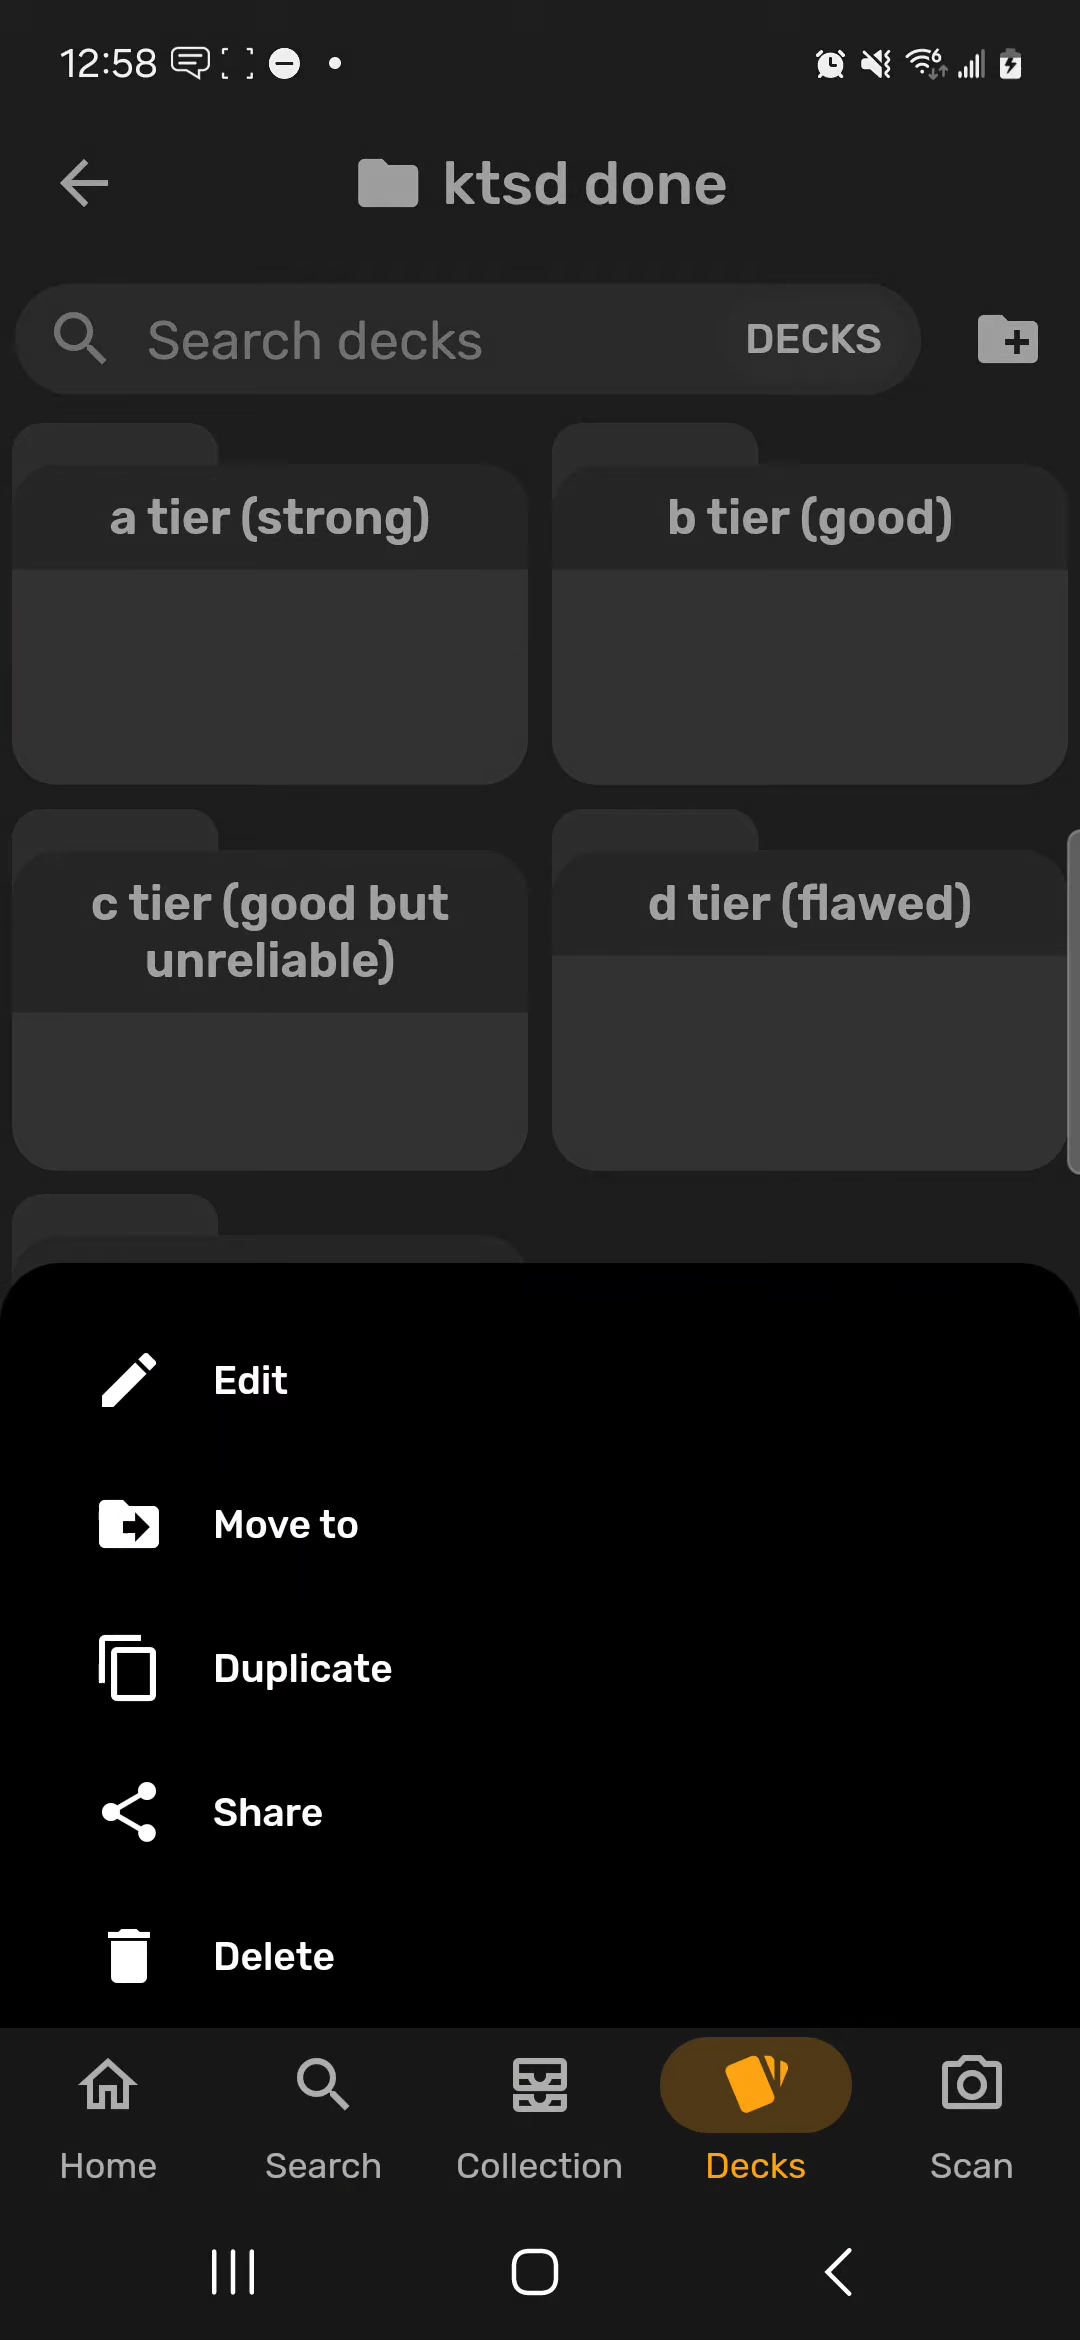 12:58
6
ktsd done
Search decks
DECKS
a tier (strong)
b tier (good)
c tier (good but
unreliable)
d tier (flawed)
Edit
Move to
Duplicate
Share
Delete
Home
Search
Collection
Decks
Scan